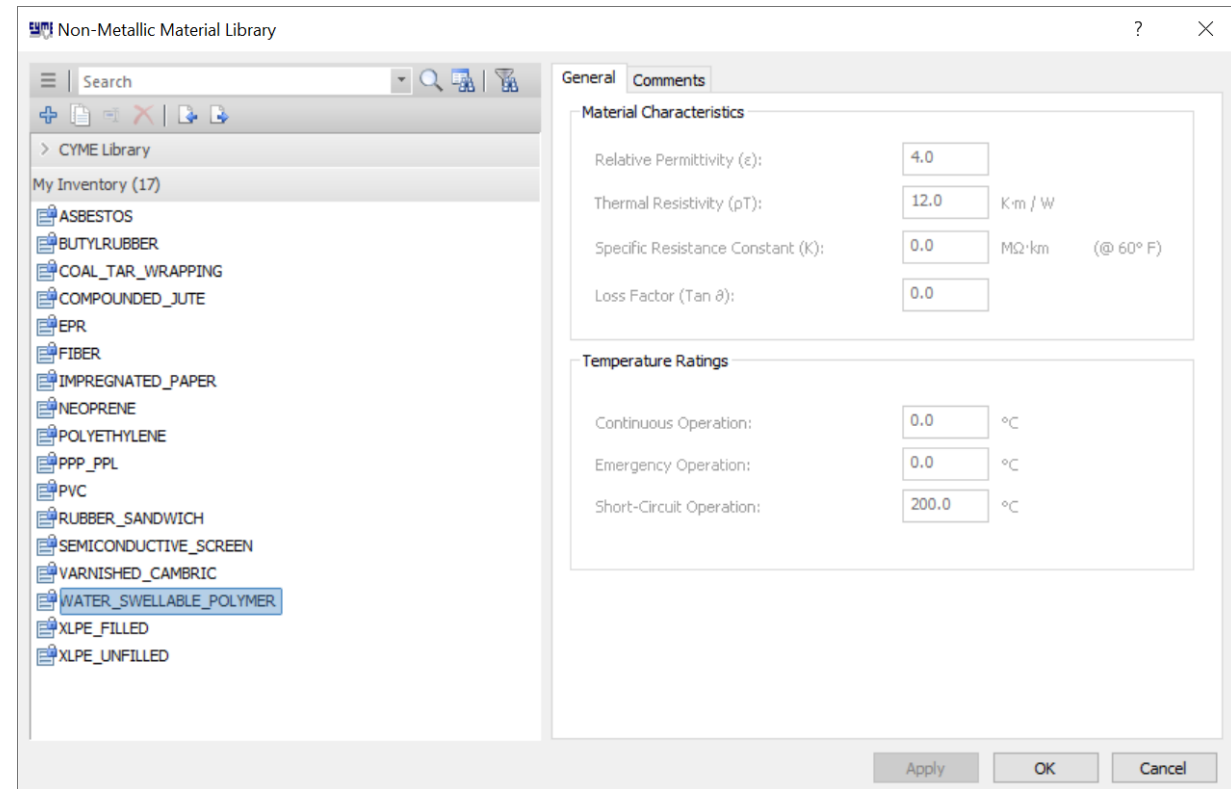 CYME Non-Metallic Material Library
Search
CYME Library
My Inventory (17)
ASBESTOS
BUTYLRUBBER
COAL_TAR_WRAPPING
COMPOUNDED_JUTE
EPR
FIBER
IMPREGNATED_PAPER
NEOPRENE
POLYETHYLENE
PPP_PPL
PVC
RUBBER_SANDWICH
SEMICONDUCTIVE_SCREEN
VARNISHED_CAMBRIC
WATER_SWELLABLE_POLYMER
XLPE_FILLED
XLPE_UNFILLED
General Comments
Material Characteristics
Relative Permittivity (ε): 4.0
Thermal Resistivity (ρT): 12.0 K·m / W
Specific Resistance Constant (K): 0.0 MΩ·km (@ 60° F)
Loss Factor (Tan ∂): 0.0
Temperature Ratings
Continuous Operation: 0.0 °C
Emergency Operation: 0.0 °C
Short-Circuit Operation: 200.0 °C
Apply OK Cancel